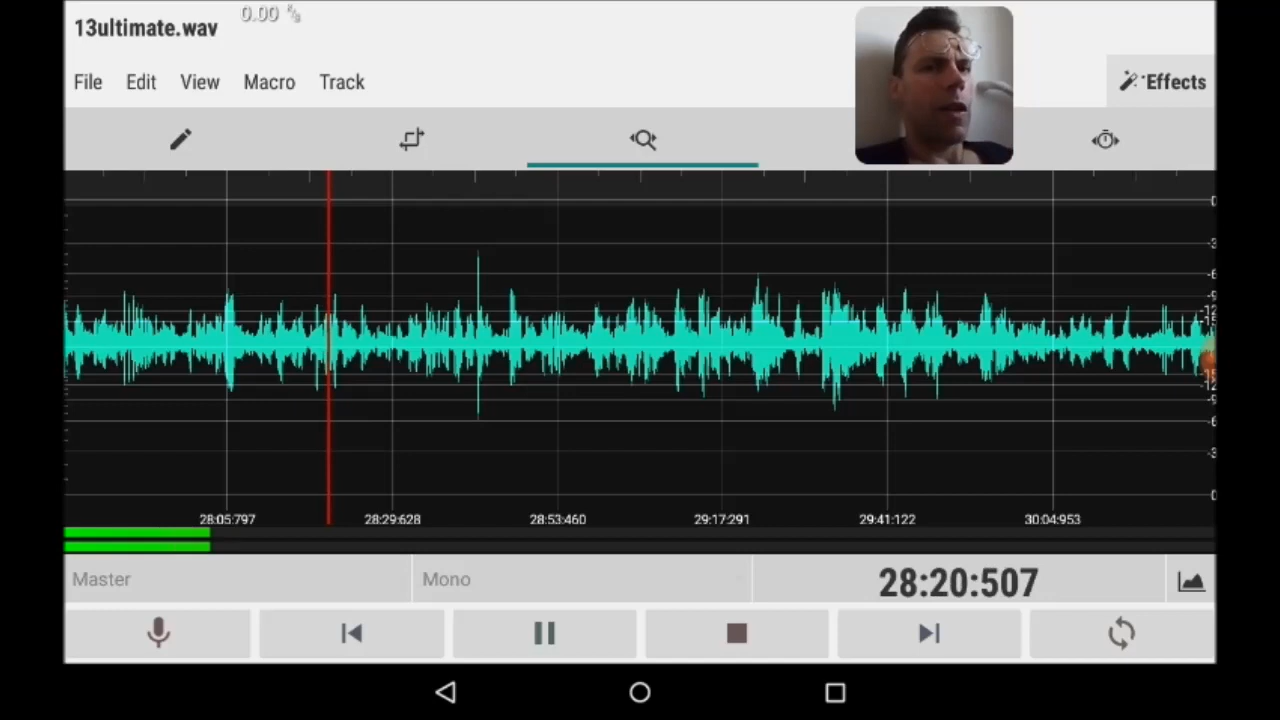 0.00 K/s
13ultimate.wav
File Edit View Macro Track
Effects
28:05:797 28:29:628 28:53:460 29:17:291 29:41:122 30:04:953
Master Mono 28:20:507